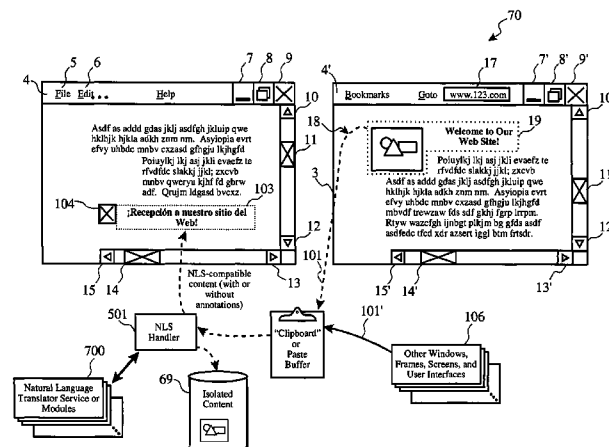 70
4
5
6
7
8
9
File Edit... Help
10
11
12
13
14
15
Asdf as addd gdas jklj asdfgh jkluip qwe
hklhjk hjkla adkh znm nm. Asyiopia evrt
efvy uhbdc mnbv cxzasd gfhgju lkjhgfd
Poiuylkj lkj asj jkli evaefz te
rfvdfdc slakkj jjkl; zxcvb
mnbv qweryu kjhf fd gbrw
adf. Qrujm ldgasd bvcxz.
103
104
¡Recepción a nuestro sitio del
Web!
17
4'
7'
8'
9'
Bookmarks Goto www.123.com
18
19
Welcome to Our
Web Site!
Poiuylkj lkj asj jkli evaefz te
rfvdfdc slakkj jjkl; zxcvb
Asdf as addd gdas jklj asdfgh jkluip qwe
hklhjk hjkla adkh znm nm. Asyiopia evrt
efvy uhbdc mnbv cxzasd gfhgju lkjhgfd
mbvdf trewzaw fds sdf gkhj fgrp lrrpm.
Rtyw wazcfgh ijnbgt plkjm bg gfds asdf
asdfedc tfcd xdr azsert iggl btm frtsdr.
3
10'
11'
12'
13'
14'
15'
NLS-compatible
content (with or
without
annotations)
101
101'
501
NLS
Handler
"Clipboard"
or
Paste
Buffer
106
Other Windows,
Frames, Screens, and
User Interfaces
700
Natural Language
Translator Service or
Modules
69
Isolated
Content